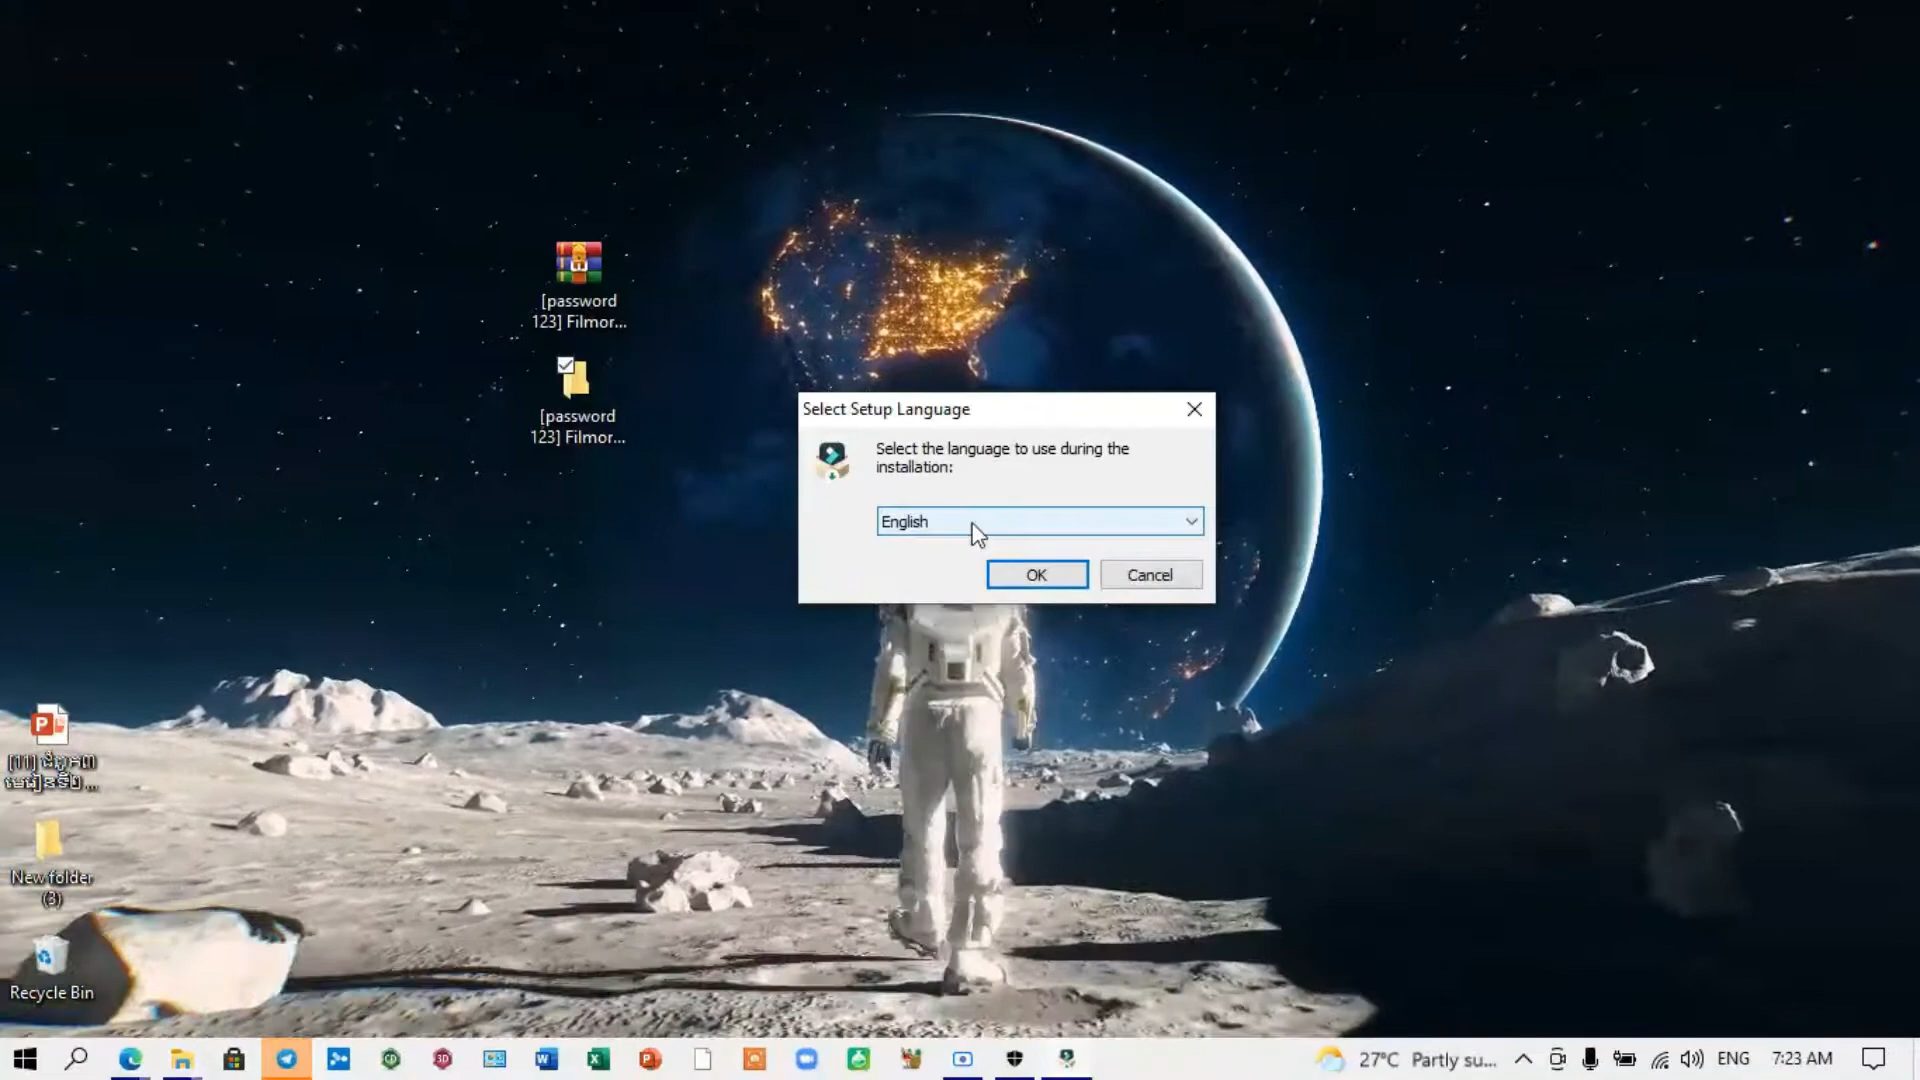 [password
123] Filmor...
[password
123] Filmor...
Select Setup Language
Select the language to use during the
installation:
English
OK
Cancel
New folder
(3)
Recycle Bin
27°C Partly su...
ENG
7:23 AM